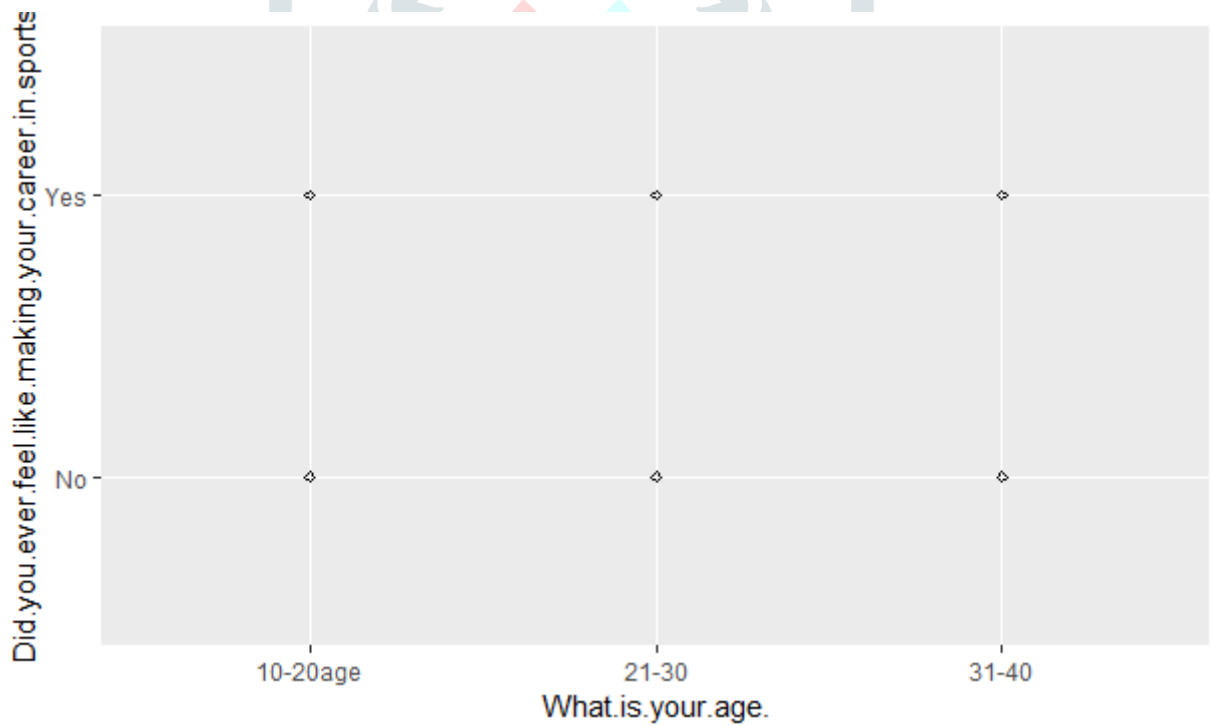 Did.you.ever.feel.like.making.your.career.in.sports
Yes
No
10-20age
21-30
31-40
What.is.your.age.